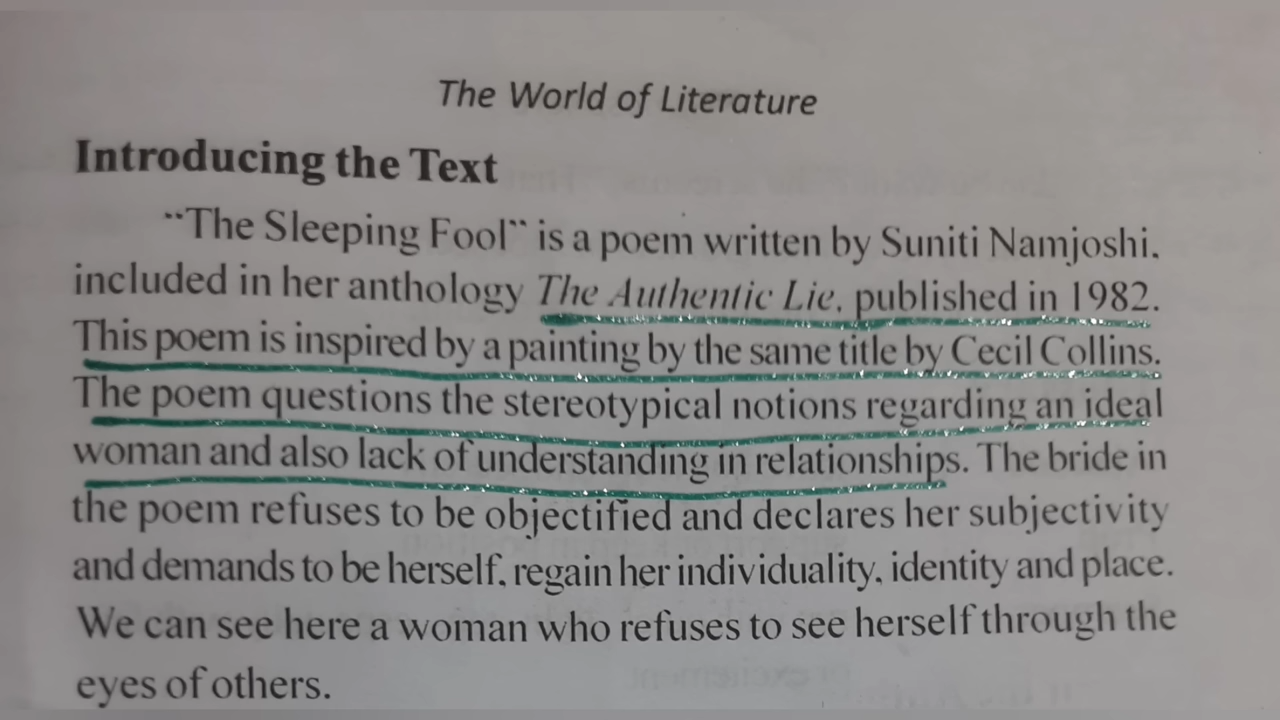 The World of Literature
Introducing the Text
“The Sleeping Fool” is a poem written by Suniti Namjoshi,
included in her anthology The Authentic Lie, published in 1982.
This poem is inspired by a painting by the same title by Cecil Collins.
The poem questions the stereotypical notions regarding an ideal
woman and also lack of understanding in relationships. The bride in
the poem refuses to be objectified and declares her subjectivity
and demands to be herself, regain her individuality, identity and place.
We can see here a woman who refuses to see herself through the
eyes of others.